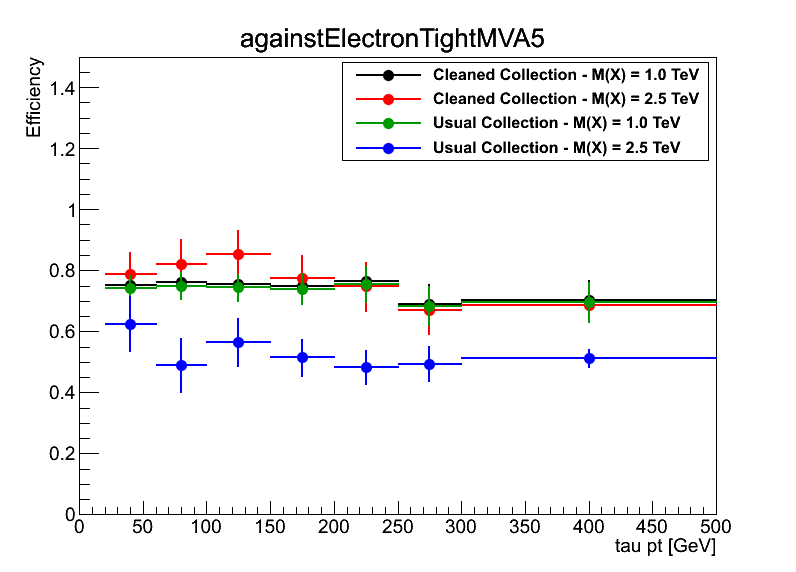 againstElectronTightMVA5
Efficiency
Cleaned Collection - M(X) = 1.0 TeV
Cleaned Collection - M(X) = 2.5 TeV
Usual Collection - M(X) = 1.0 TeV
Usual Collection - M(X) = 2.5 TeV
1.4
1.2
1
0.8
0.6
0.4
0.2
0
0 50 100 150 200 250 300 350 400 450 500
tau pt [GeV]